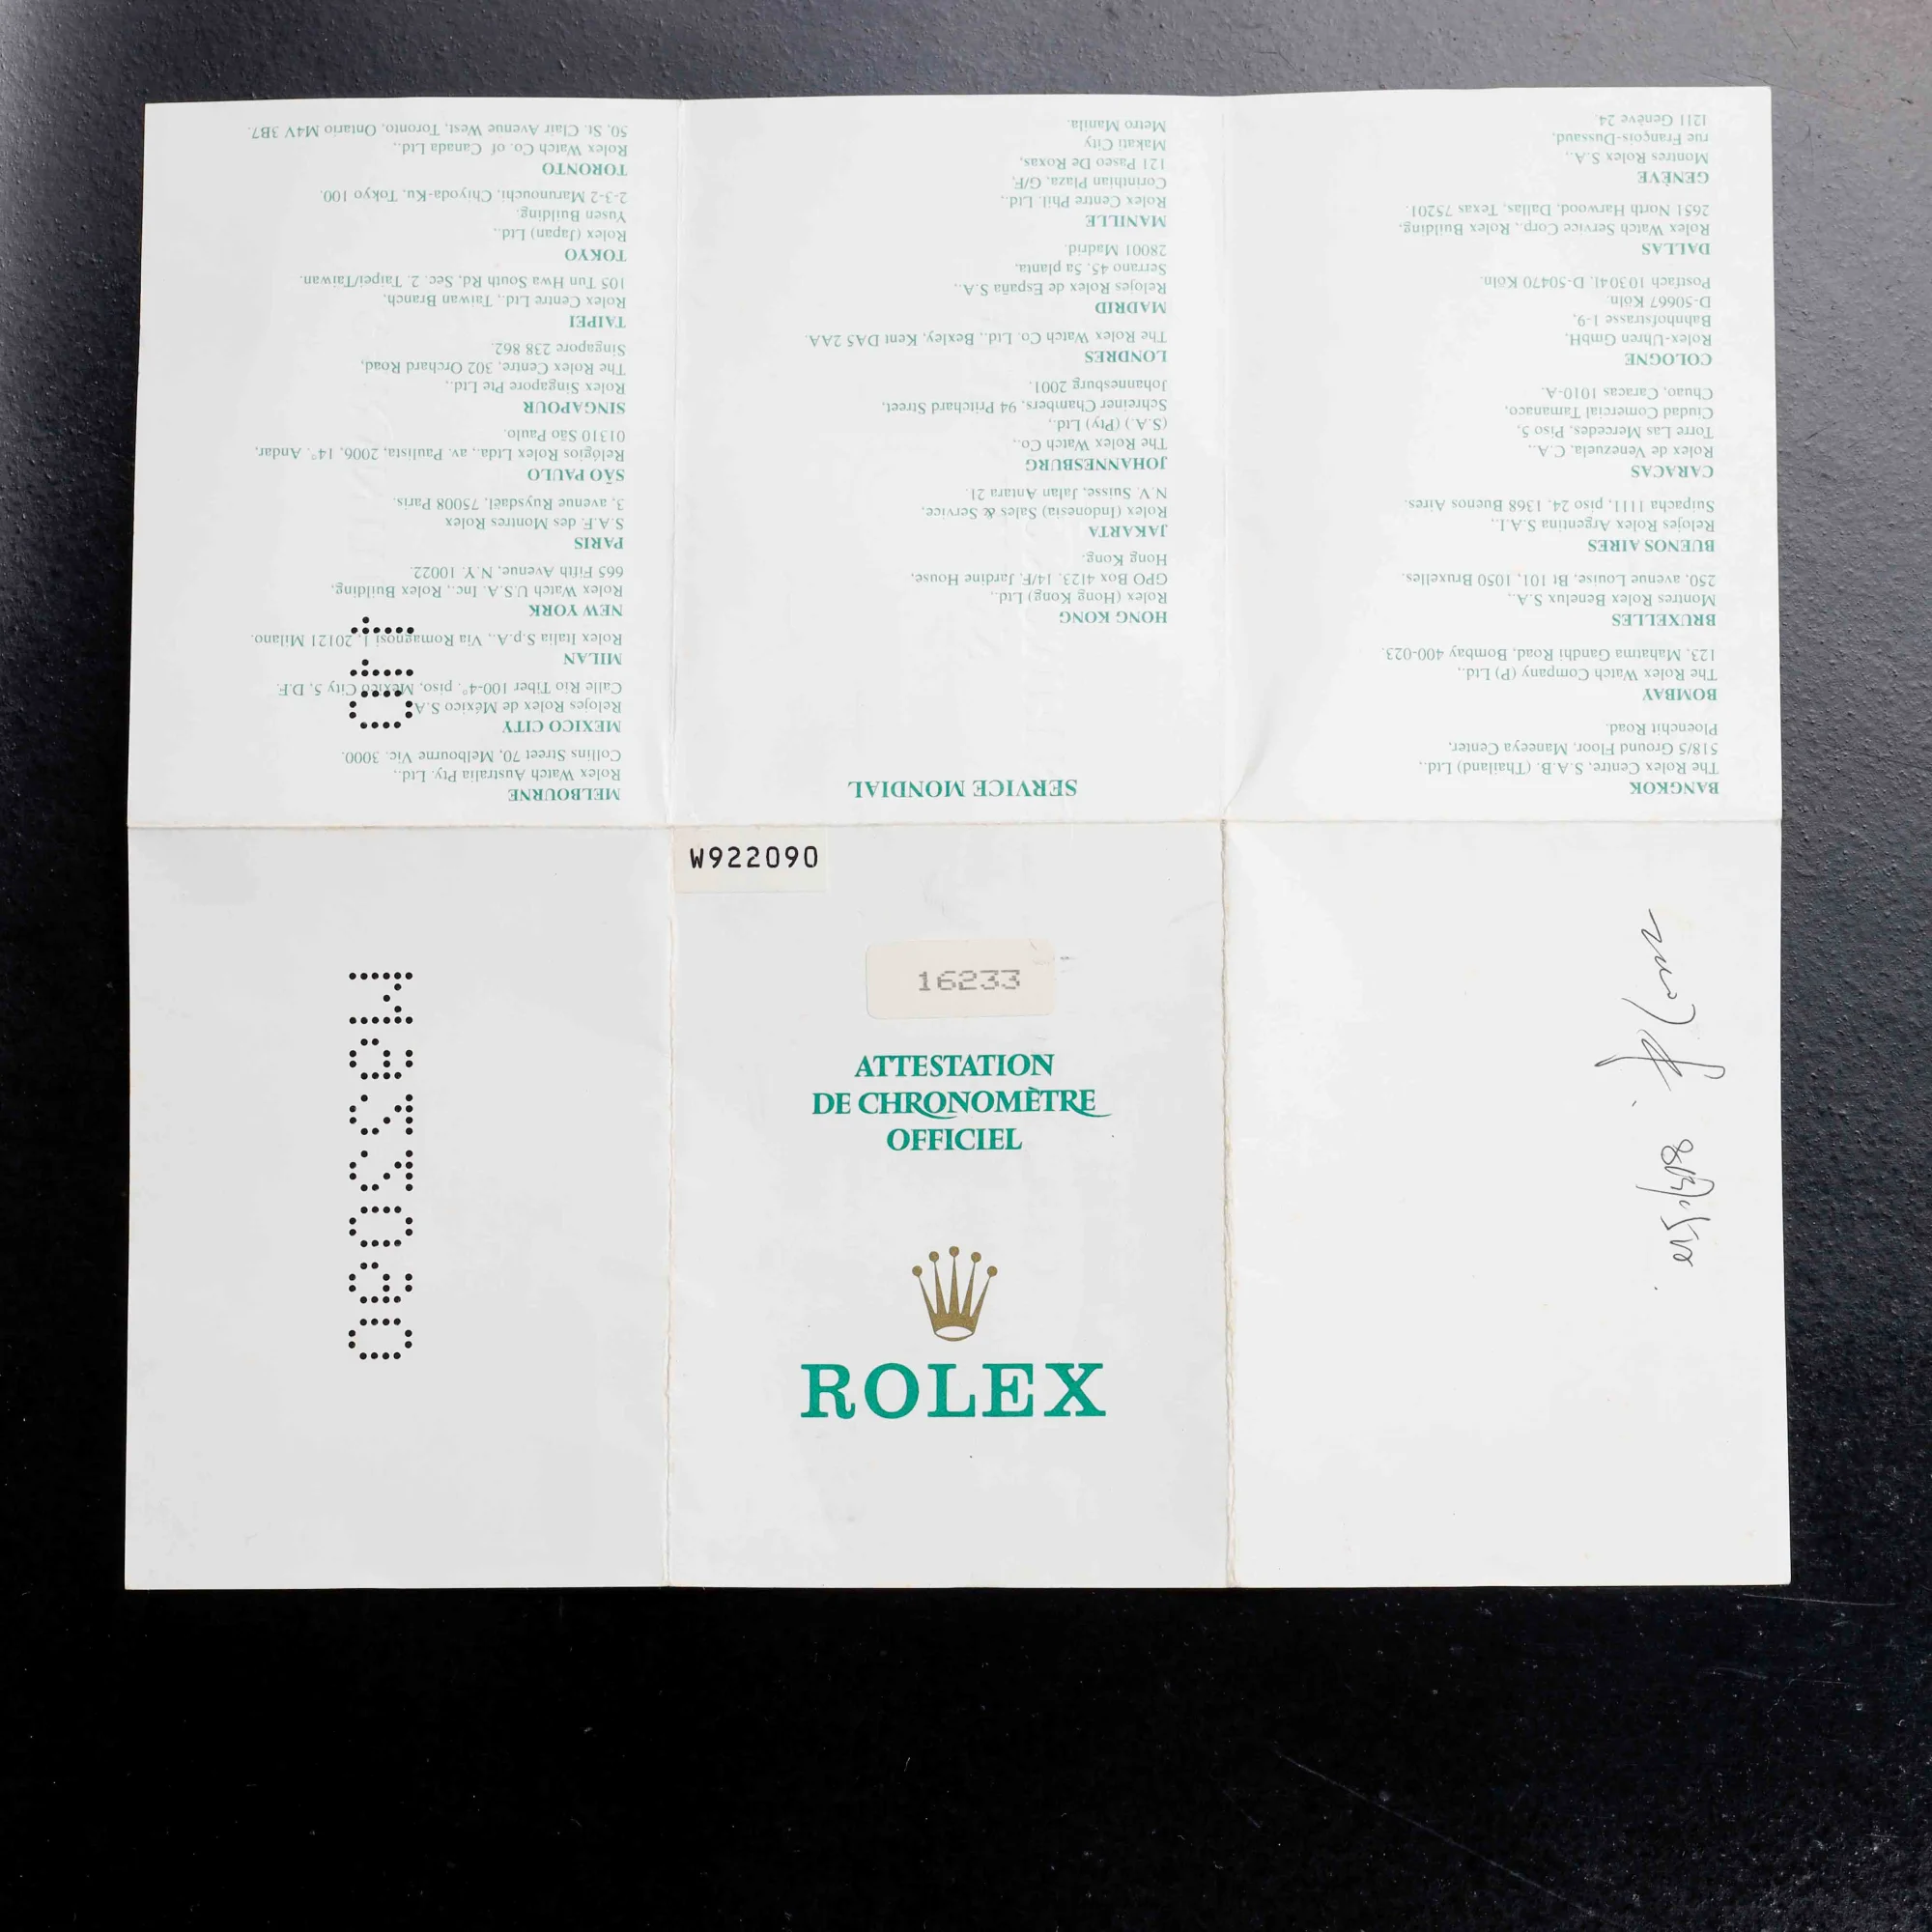 W922090
16233
ATTESTATION
DE CHRONOMÈTRE
OFFICIEL
ROLEX
140
W922090
SERVICE MONDIAL
BANGKOK
The Rolex Centre, S.A.B. (Thailand) Ltd.,
518/5 Ground Floor, Maneeya Center,
Ploenchit Road.
BOMBAY
The Rolex Watch Company (P) Ltd.,
123, Mahatma Gandhi Road, Bombay 400-023.
BRUXELLES
Montres Rolex Benelux S.A.,
250, avenue Louise, Bt 101, 1050 Bruxelles.
BUENOS AIRES
Relojes Rolex Argentina S.A.I.,
Suipacha 1111, piso 24, 1368 Buenos Aires.
CARACAS
Rolex de Venezuela, C.A.,
Torre Las Mercedes, Piso 5,
Ciudad Comercial Tamanaco,
Chuao, Caracas 1010-A.
COLOGNE
Rolex-Uhren GmbH,
Bahnhofstrasse 1-9,
D-50667 Köln.
Postfach 103041, D-50470 Köln.
DALLAS
Rolex Watch Service Corp., Rolex Building,
2651 North Harwood, Dallas, Texas 75201.
GENÈVE
Montres Rolex S.A.,
rue François-Dussaud,
1211 Genève 24.
HONG KONG
Rolex (Hong Kong) Ltd.,
GPO Box 4123, 14/F, Jardine House,
Hong Kong.
JAKARTA
Rolex (Indonesia) Sales & Service,
N.V. Suisse, Jalan Antara 21.
JOHANNESBURG
The Rolex Watch Co.,
(S.A.) (Pty) Ltd.,
Schreiner Chambers, 94 Pritchard Street,
Johannesburg 2001.
LONDRES
The Rolex Watch Co. Ltd., Bexley, Kent DA5 2AA.
MADRID
Relojes Rolex de España S.A.,
Serrano 45, 5a planta,
28001 Madrid.
MANILLE
Rolex Centre Phil. Ltd.,
Corinthian Plaza, G/F,
121 Paseo De Roxas,
Makati City
Metro Manila.
MELBOURNE
Rolex Watch Australia Pty. Ltd.,
Collins Street 70, Melbourne Vic. 3000.
MEXICO CITY
Relojes Rolex de México S.A.
Calle Rio Tiber 100-4°. piso, México City 5, D.F.
MILAN
Rolex Italia S.p.A., Via Romagnosi 1, 20121 Milano.
NEW YORK
Rolex Watch U.S.A. Inc., Rolex Building,
665 Fifth Avenue, N.Y. 10022.
PARIS
S.A.F. des Montres Rolex
3, avenue Ruysdaël, 75008 Paris.
SÃO PAULO
Relógios Rolex Ltda., av. Paulista, 2006, 14°. Andar,
01310 São Paulo.
SINGAPOUR
Rolex Singapore Pte Ltd.,
The Rolex Centre, 302 Orchard Road,
Singapore 238 862.
TAIPEI
Rolex Centre Ltd., Taiwan Branch,
105 Tun Hwa South Rd, Sec. 2, Taipei/Taiwan.
TOKYO
Rolex (Japan) Ltd.,
Yusen Building.
2-3-2 Marunouchi, Chiyoda-Ku, Tokyo 100.
TORONTO
Rolex Watch Co. of Canada Ltd.,
50, St. Clair Avenue West, Toronto, Ontario M4V 3B7.